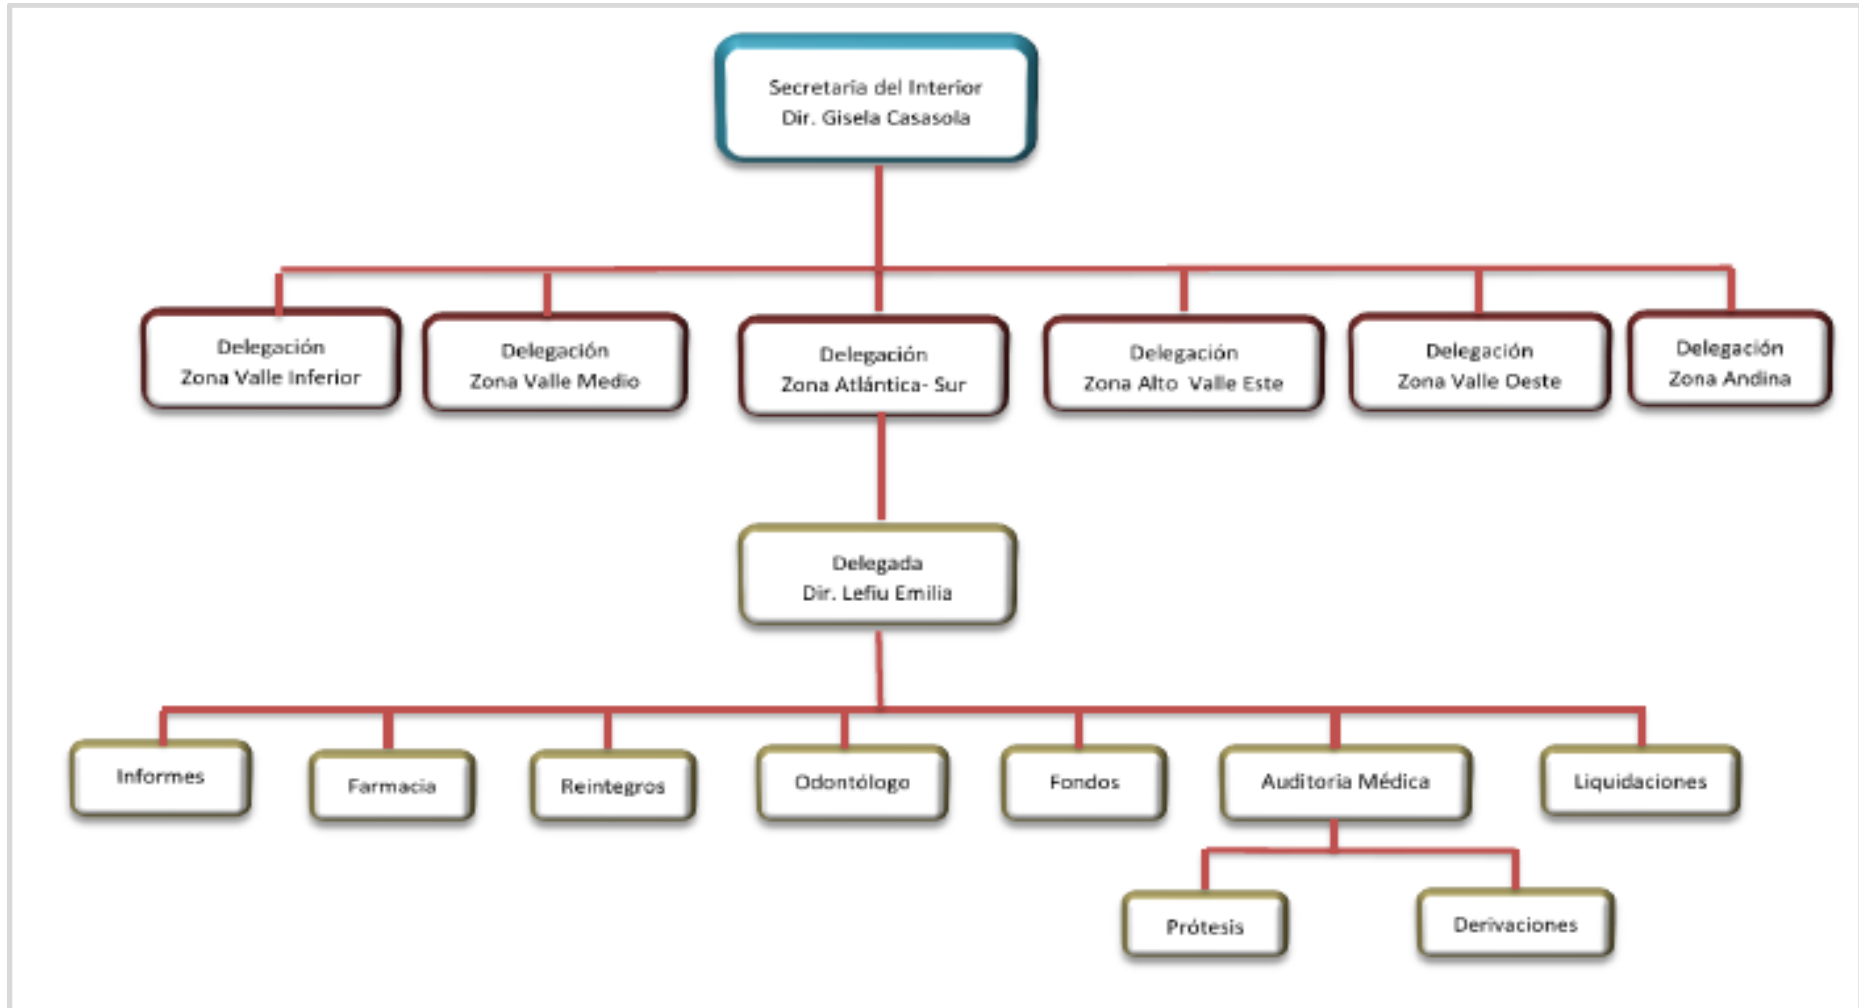 Secretaría del Interior
Dir. Gisela Casasola
Delegación
Zona Valle Inferior
Delegación
Zona Valle Medio
Delegación
Zona Atlántica- Sur
Delegación
Zona Alto  Valle Este
Delegación
Zona Valle Oeste
Delegación
Zona Andina
Delegada
Dir. Lefiu Emilia
Informes
Farmacia
Reintegros
Odontólogo
Fondos
Auditoria Médica
Liquidaciones
Prótesis
Derivaciones